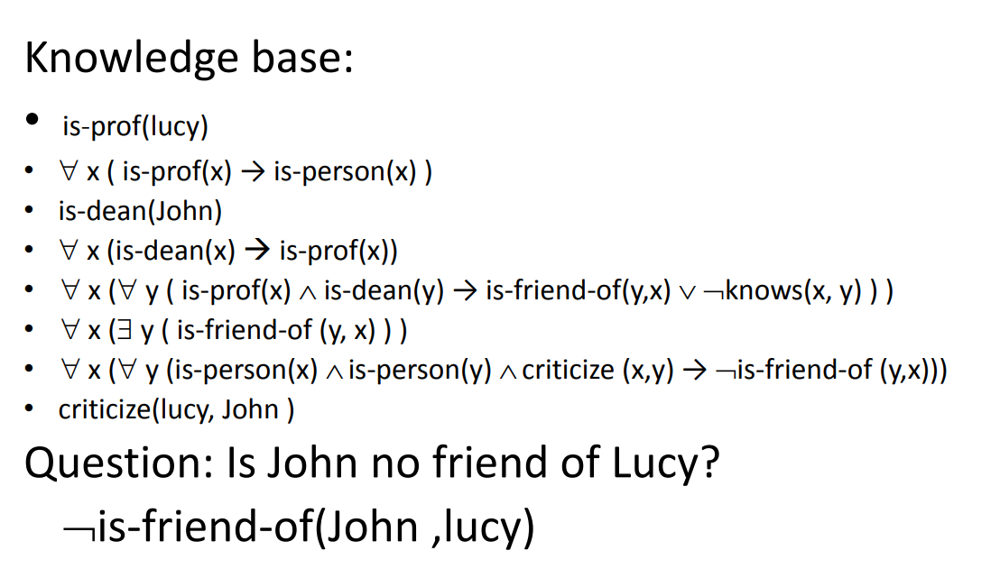 Knowledge base:
• is-prof(lucy)
• ∀ x ( is-prof(x) → is-person(x) )
• is-dean(John)
• ∀ x (is-dean(x) → is-prof(x))
• ∀ x (∀ y ( is-prof(x) ∧ is-dean(y) → is-friend-of(y,x) ∨ ¬knows(x, y) ) )
• ∀ x (∃ y ( is-friend-of (y, x) ) )
• ∀ x (∀ y (is-person(x) ∧ is-person(y) ∧ criticize (x,y) → ¬is-friend-of (y,x)))
• criticize(lucy, John )
Question: Is John no friend of Lucy?
¬is-friend-of(John ,lucy)